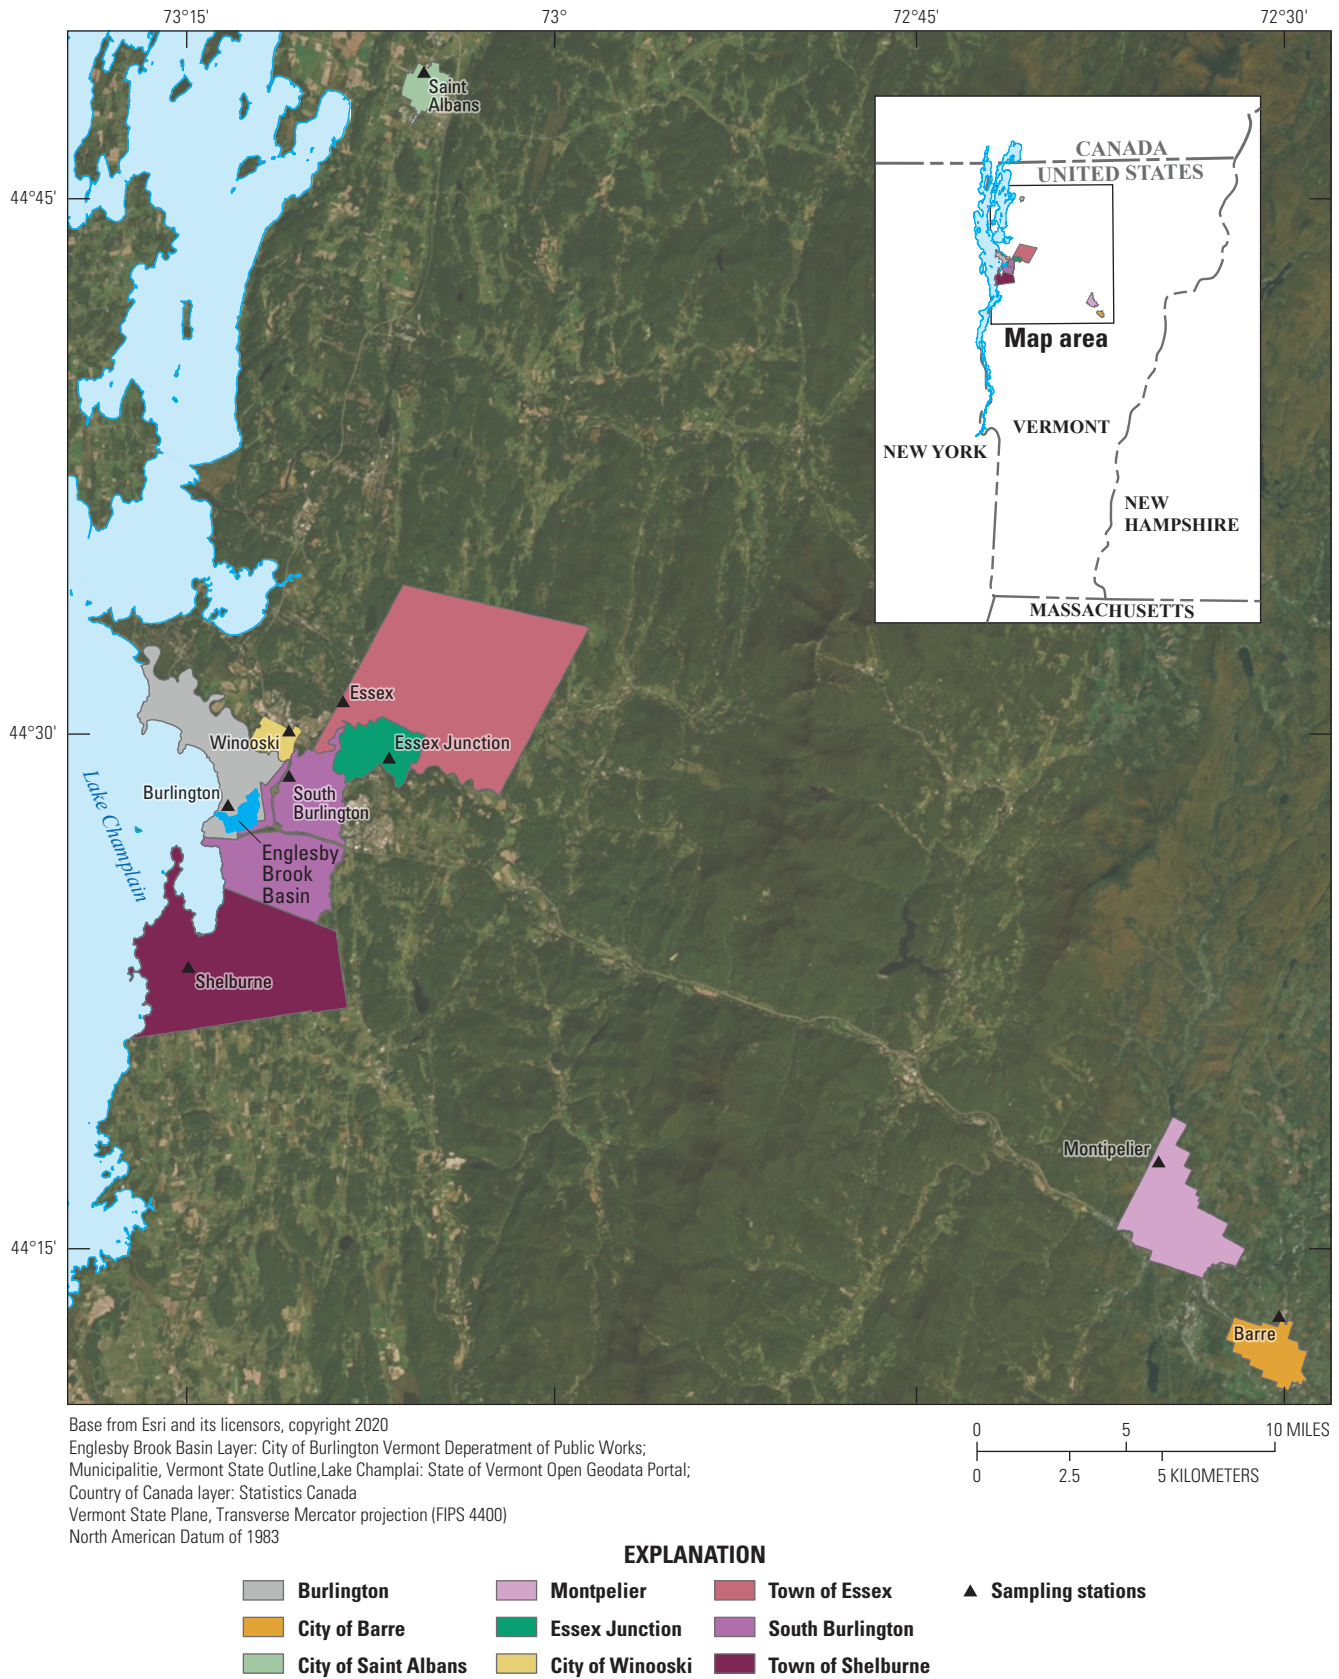 73°15'
73°
72°45'
72°30'
Saint
Albans
44°45'
CANADA
UNITED STATES
Map area
VERMONT
NEW YORK
NEW
HAMPSHIRE
MASSACHUSETTS
Essex
44°30'
Winooski
Essex Junction
Lake Champlain
Burlington
South
Burlington
Englesby
Brook
Basin
Shelburne
Montipelier
44°15'
Barre
Base from Esri and its licensors, copyright 2020
Englesby Brook Basin Layer: City of Burlington Vermont Deperatment of Public Works;
Municipalitie, Vermont State Outline,Lake Champlai: State of Vermont Open Geodata Portal;
Country of Canada layer: Statistics Canada
Vermont State Plane, Transverse Mercator projection (FIPS 4400)
North American Datum of 1983
0 5 10 MILES
0 2.5 5 KILOMETERS
EXPLANATION
Burlington
City of Barre
City of Saint Albans
Montpelier
Essex Junction
City of Winooski
Town of Essex
South Burlington
Town of Shelburne
Sampling stations